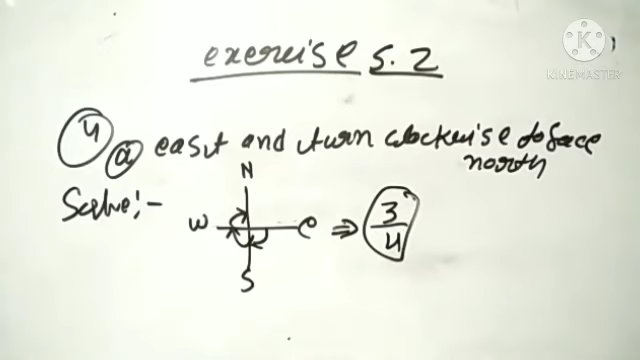 exercise 5.2
K
KINEMASTER
4 a east and turn clockwise to face
north
Solve:-
N
W E ⇒ 3/4
S